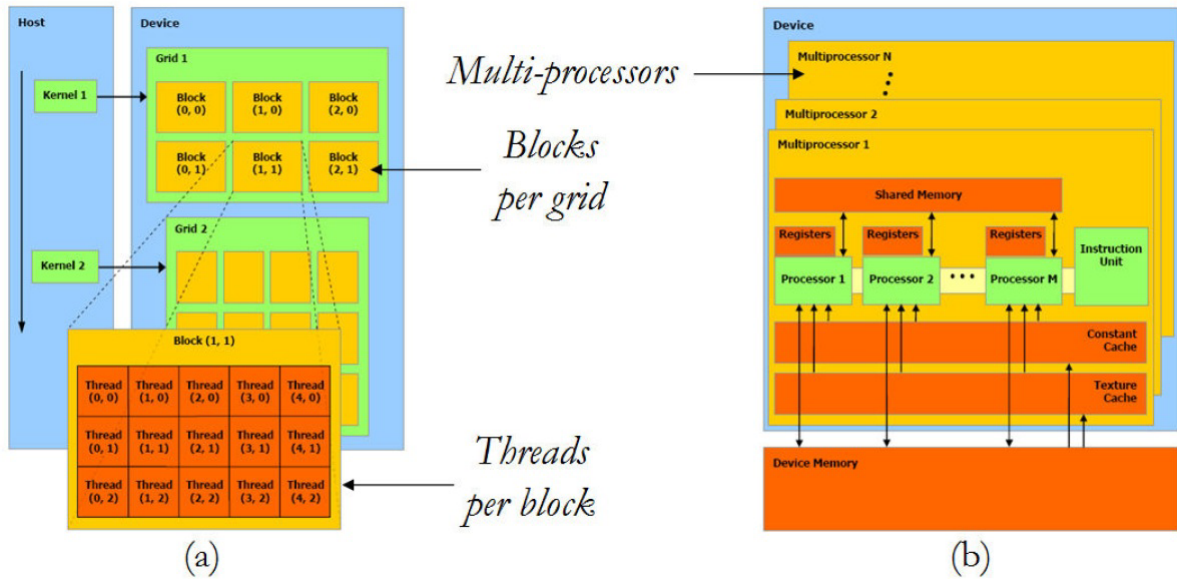 Host
Device
Grid 1
Kernel 1
Block
(0, 0)
Block
(1, 0)
Block
(2, 0)
Block
(0, 1)
Block
(1, 1)
Block
(2, 1)
Grid 2
Kernel 2
Block (1, 1)
Thread
(0, 0)
Thread
(1, 0)
Thread
(2, 0)
Thread
(3, 0)
Thread
(4, 0)
Thread
(0, 1)
Thread
(1, 1)
Thread
(2, 1)
Thread
(3, 1)
Thread
(4, 1)
Thread
(0, 2)
Thread
(1, 2)
Thread
(2, 2)
Thread
(3, 2)
Thread
(4, 2)
(a)
Multi-processors
Blocks
per grid
Threads
per block
Device
Multiprocessor N
Multiprocessor 2
Multiprocessor 1
Shared Memory
Registers
Registers
Registers
Processor 1
Processor 2
Processor M
Instruction
Unit
Constant
Cache
Texture
Cache
Device Memory
(b)